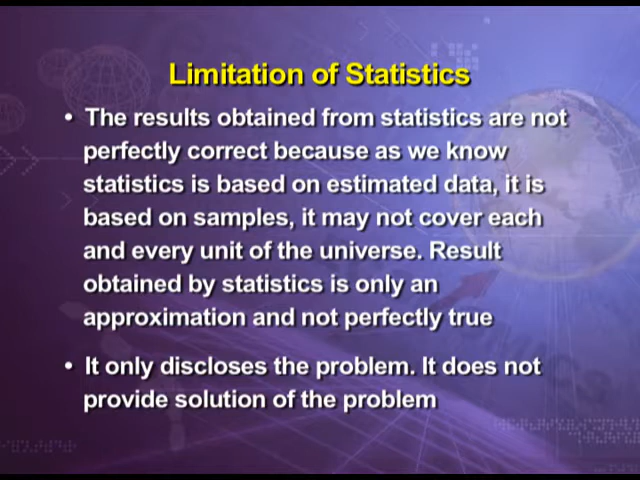 Limitation of Statistics
• The results obtained from statistics are not
perfectly correct because as we know
statistics is based on estimated data, it is
based on samples, it may not cover each
and every unit of the universe. Result
obtained by statistics is only an
approximation and not perfectly true
• It only discloses the problem. It does not
provide solution of the problem